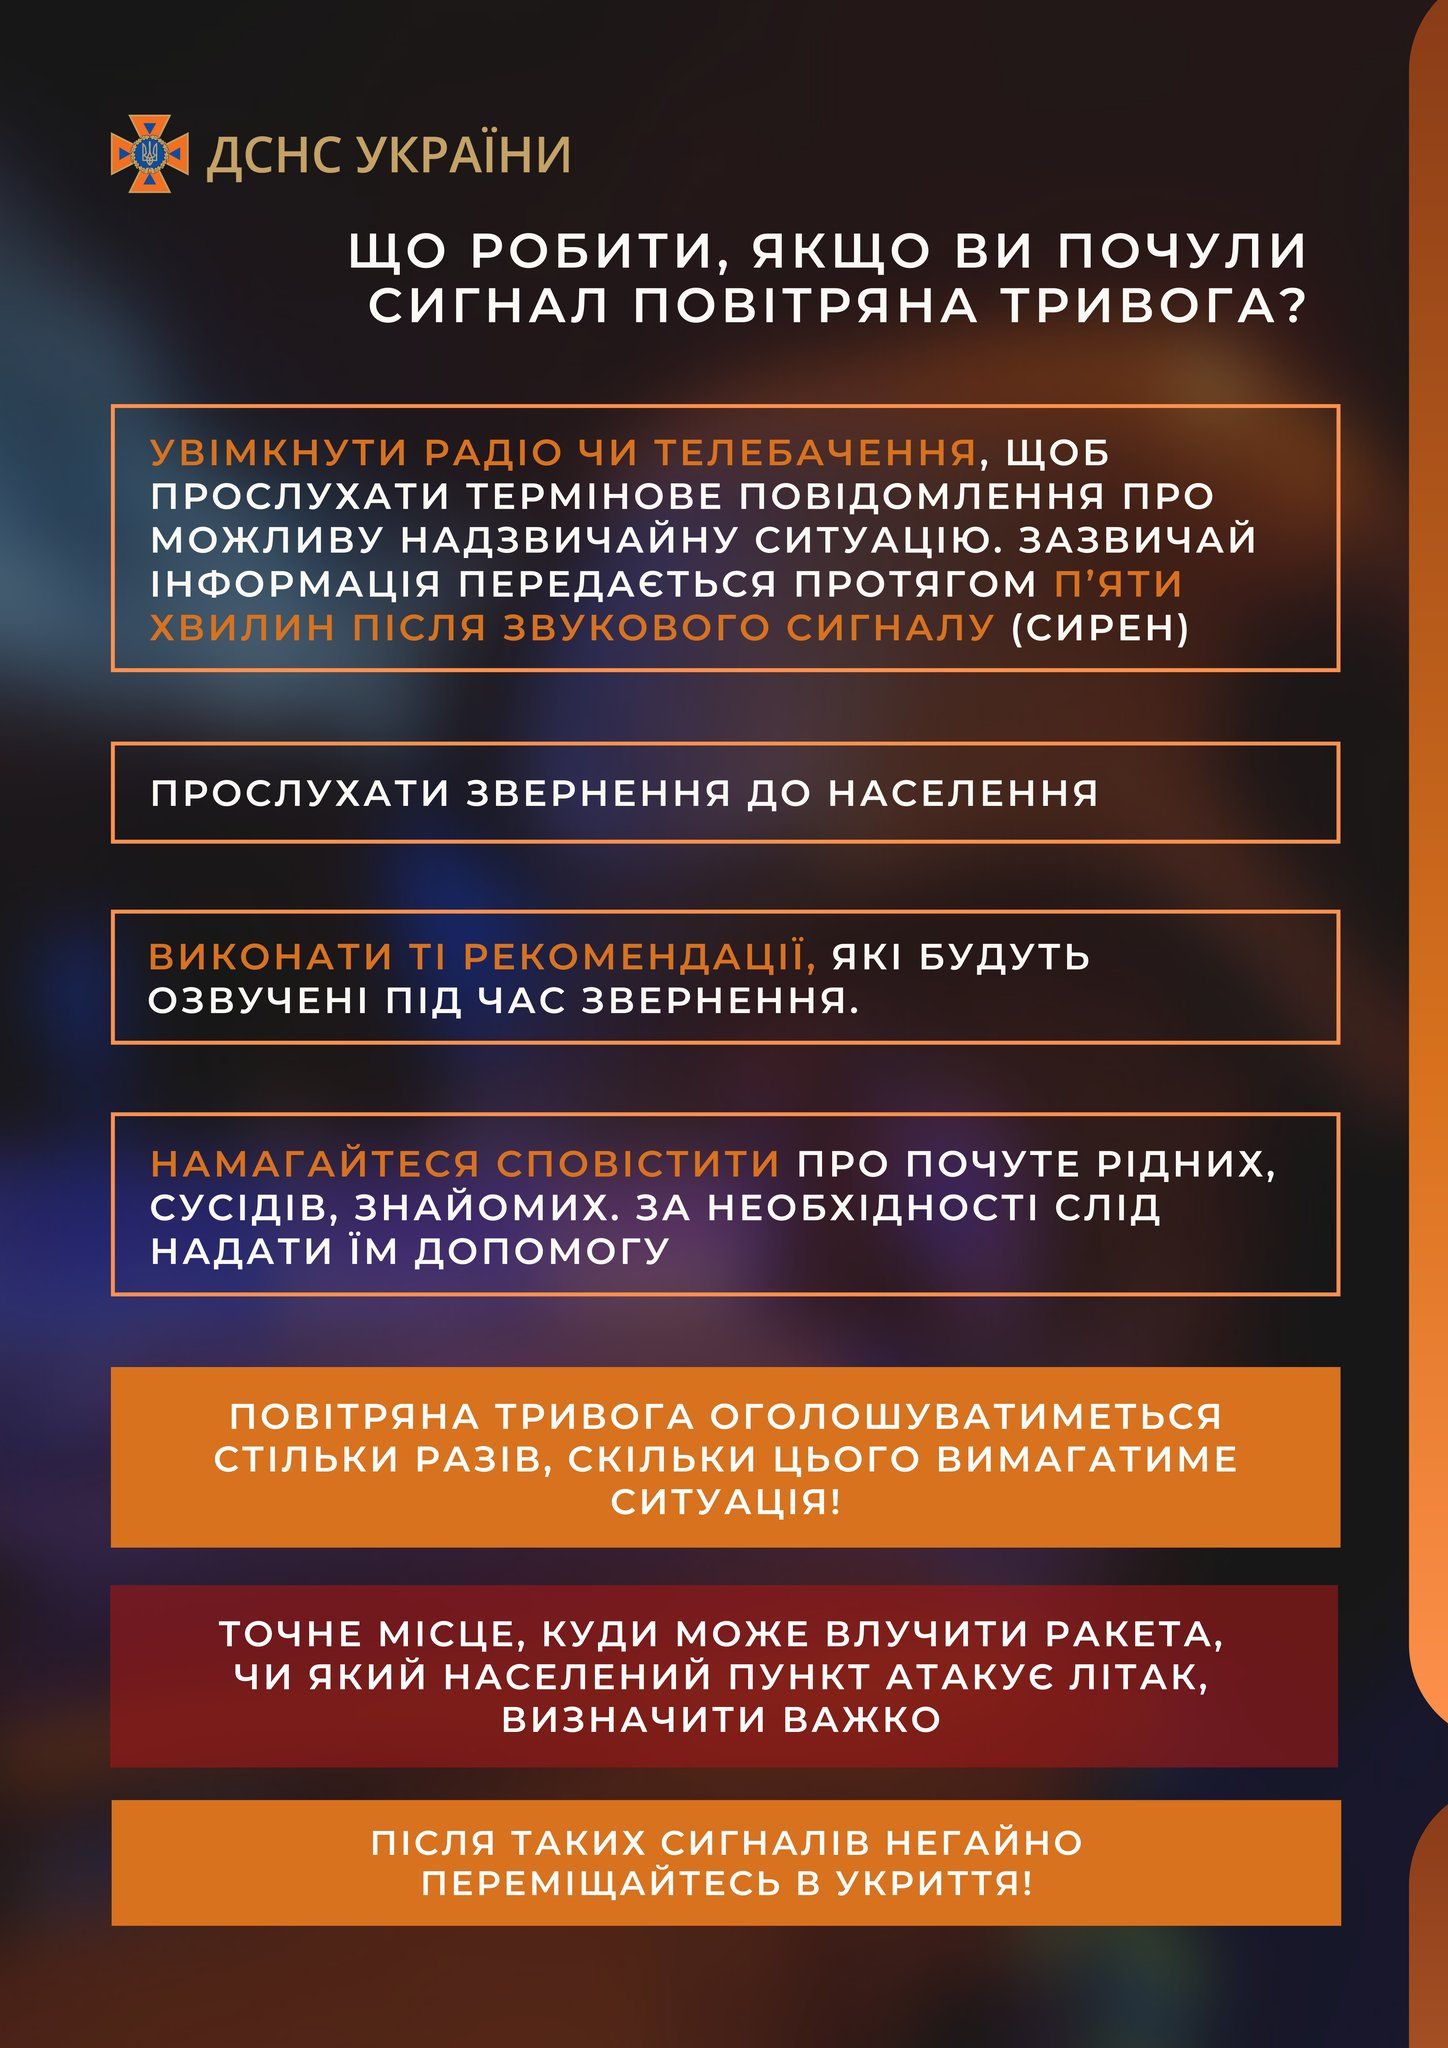 ДСНС УКРАЇНИ
ЩО РОБИТИ, ЯКЩО ВИ ПОЧУЛИ
СИГНАЛ ПОВІТРЯНА ТРИВОГА?
УВІМКНУТИ РАДІО ЧИ ТЕЛЕБАЧЕННЯ, ЩОБ
ПРОСЛУХАТИ ТЕРМІНОВЕ ПОВІДОМЛЕННЯ ПРО
МОЖЛИВУ НАДЗВИЧАЙНУ СИТУАЦІЮ. ЗАЗВИЧАЙ
ІНФОРМАЦІЯ ПЕРЕДАЄТЬСЯ ПРОТЯГОМ П’ЯТИ
ХВИЛИН ПІСЛЯ ЗВУКОВОГО СИГНАЛУ (СИРЕН)
ПРОСЛУХАТИ ЗВЕРНЕННЯ ДО НАСЕЛЕННЯ
ВИКОНАТИ ТІ РЕКОМЕНДАЦІЇ, ЯКІ БУДУТЬ
ОЗВУЧЕНІ ПІД ЧАС ЗВЕРНЕННЯ.
НАМАГАЙТЕСЯ СПОВІСТИТИ ПРО ПОЧУТЕ РІДНИХ,
СУСІДІВ, ЗНАЙОМИХ. ЗА НЕОБХІДНОСТІ СЛІД
НАДАТИ ЇМ ДОПОМОГУ
ПОВІТРЯНА ТРИВОГА ОГОЛОШУВАТИМЕТЬСЯ
СТІЛЬКИ РАЗІВ, СКІЛЬКИ ЦЬОГО ВИМАГАТИМЕ
СИТУАЦІЯ!
ТОЧНЕ МІСЦЕ, КУДИ МОЖЕ ВЛУЧИТИ РАКЕТА,
ЧИ ЯКИЙ НАСЕЛЕНИЙ ПУНКТ АТАКУЄ ЛІТАК,
ВИЗНАЧИТИ ВАЖКО
ПІСЛЯ ТАКИХ СИГНАЛІВ НЕГАЙНО
ПЕРЕМІЩАЙТЕСЬ В УКРИТТЯ!